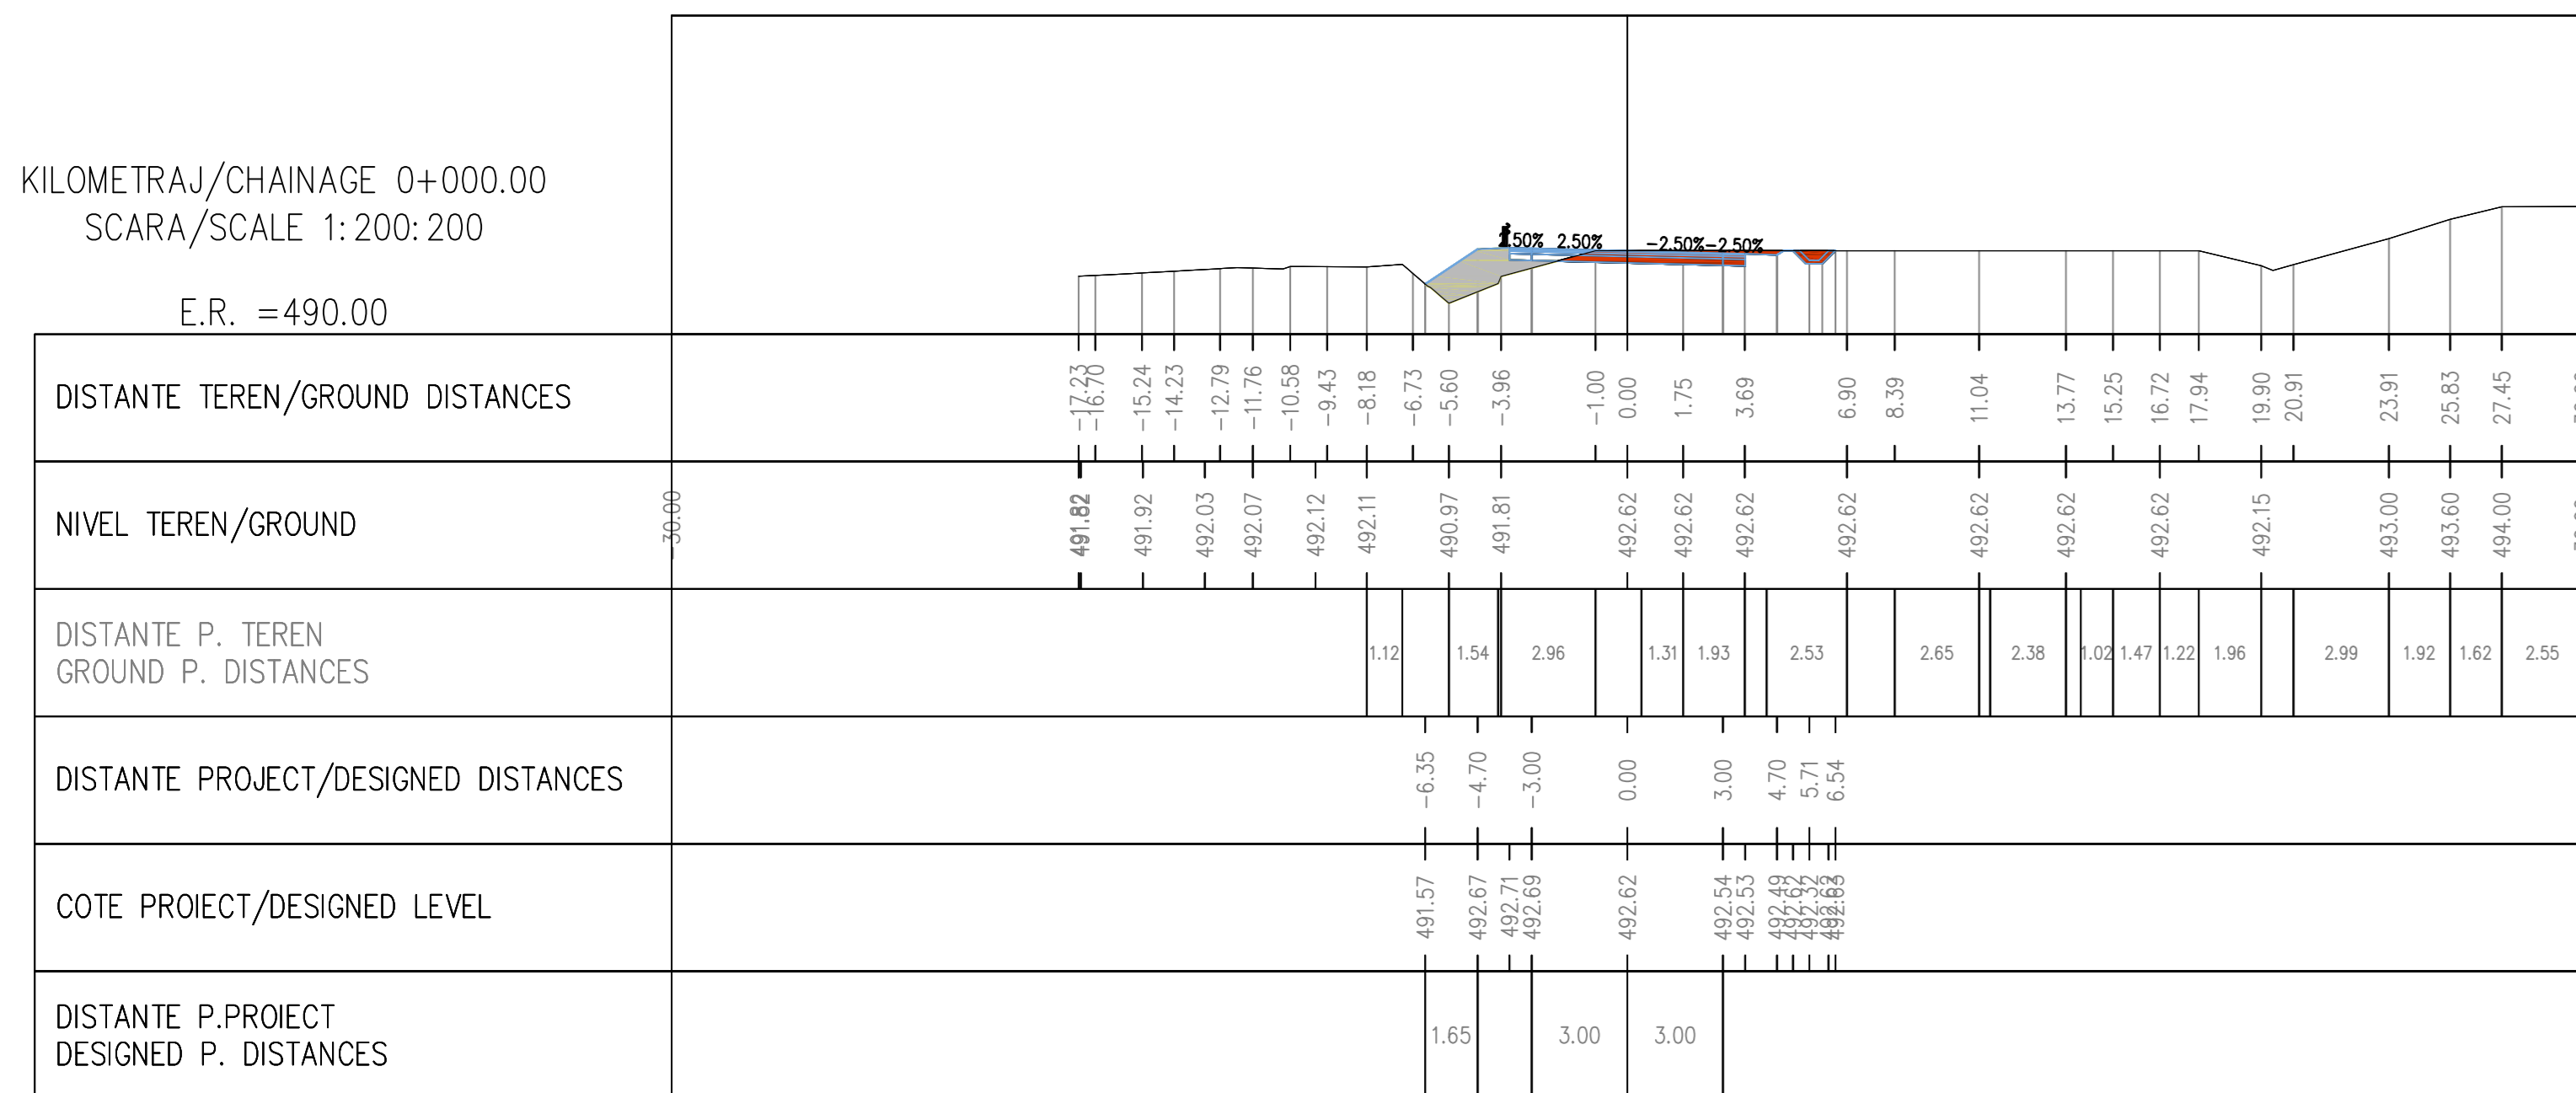 KILOMETRAJ/CHAINAGE 0+000.00
SCARA/SCALE 1:200:200
E.R. =490.00
.50% 2.50% -2.50% -2.50%
DISTANTE TEREN/GROUND DISTANCES
-17.23 -16.70 -15.24 -14.23 -12.79 -11.76 -10.58 -9.43 -8.18 -6.73 -5.60 -3.96 -1.00 0.00 1.75 3.69 6.90 8.39 11.04 13.77 15.25 16.72 17.94 19.90 20.91 23.91 25.83 27.45
NIVEL TEREN/GROUND
-30.00 491.82 491.92 492.03 492.07 492.12 492.11 490.97 491.81 492.62 492.62 492.62 492.62 492.62 492.62 492.62 492.15 493.00 493.60 494.00
DISTANTE P. TEREN
GROUND P. DISTANCES
1.12 1.54 2.96 1.31 1.93 2.53 2.65 2.38 1.02 1.47 1.22 1.96 2.99 1.92 1.62 2.55
DISTANTE PROJECT/DESIGNED DISTANCES
-6.35 -4.70 -3.00 0.00 3.00 4.70 5.71 6.54
COTE PROIECT/DESIGNED LEVEL
491.57 492.67 492.71 492.69 492.62 492.54 492.53 492.49 492.62 492.32
DISTANTE P.PROIECT
DESIGNED P. DISTANCES
1.65 3.00 3.00